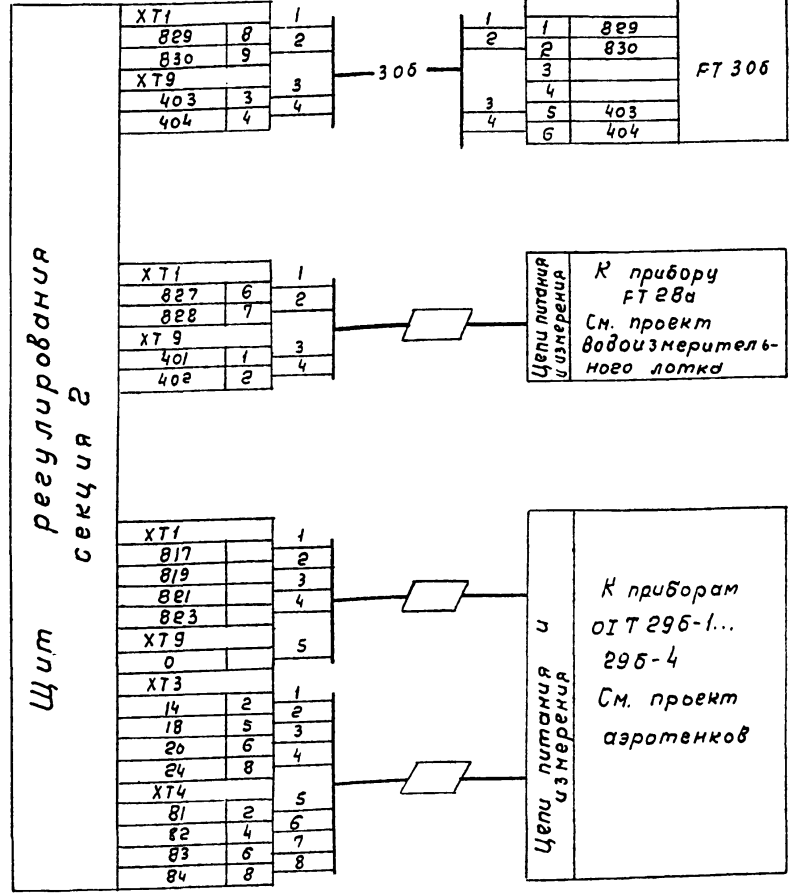 Щит регулирования
секция 2
XT1
829 8 1
830 9 2
XT9
403 3 3
404 4 4
306
1 1 829
2 2 830
3
4
3 5 403
4 6 404
FT 306
XT1
827 6 1
828 7 2
XT9
401 1 3
402 2 4
Цепи питания
и измерения
К прибору
FT 28а
См. проект
водоизмеритель-
ного лотка
XT1
817 1
819 2
821 3
823 4
XT9
0 5
XT3
14 2 1
18 5 2
20 6 3
24 8 4
XT4
81 2 5
82 4 6
83 6 7
84 8 8
Цепи питания и
измерения
К приборам
OIT 29б-1...
29б-4
См. проект
аэротенков